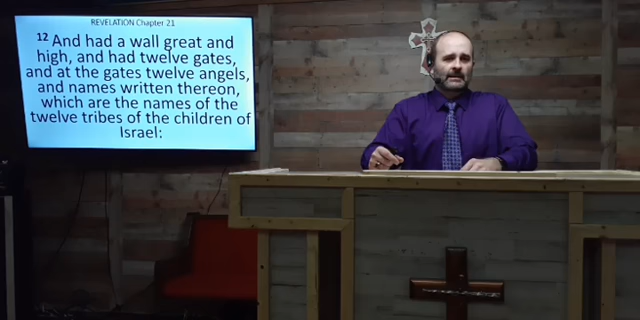 REVELATION Chapter 21
12 And had a wall great and
high, and had twelve gates,
and at the gates twelve angels,
and names written thereon,
which are the names of the
twelve tribes of the children of
Israel: